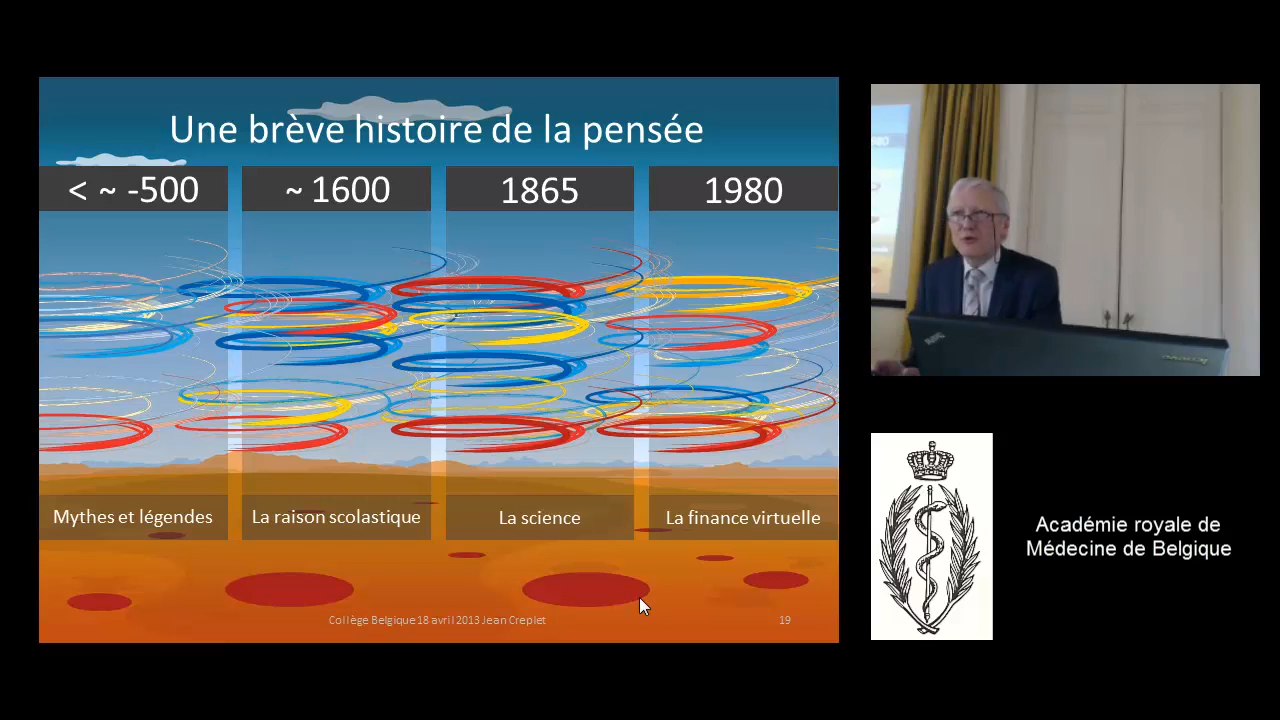 Une brève histoire de la pensée
< ~ -500
~ 1600
1865
1980
Mythes et légendes
La raison scolastique
La science
La finance virtuelle
Collège Belgique 18 avril 2013 Jean Creplet
19
Académie royale de
Médecine de Belgique
lenovo